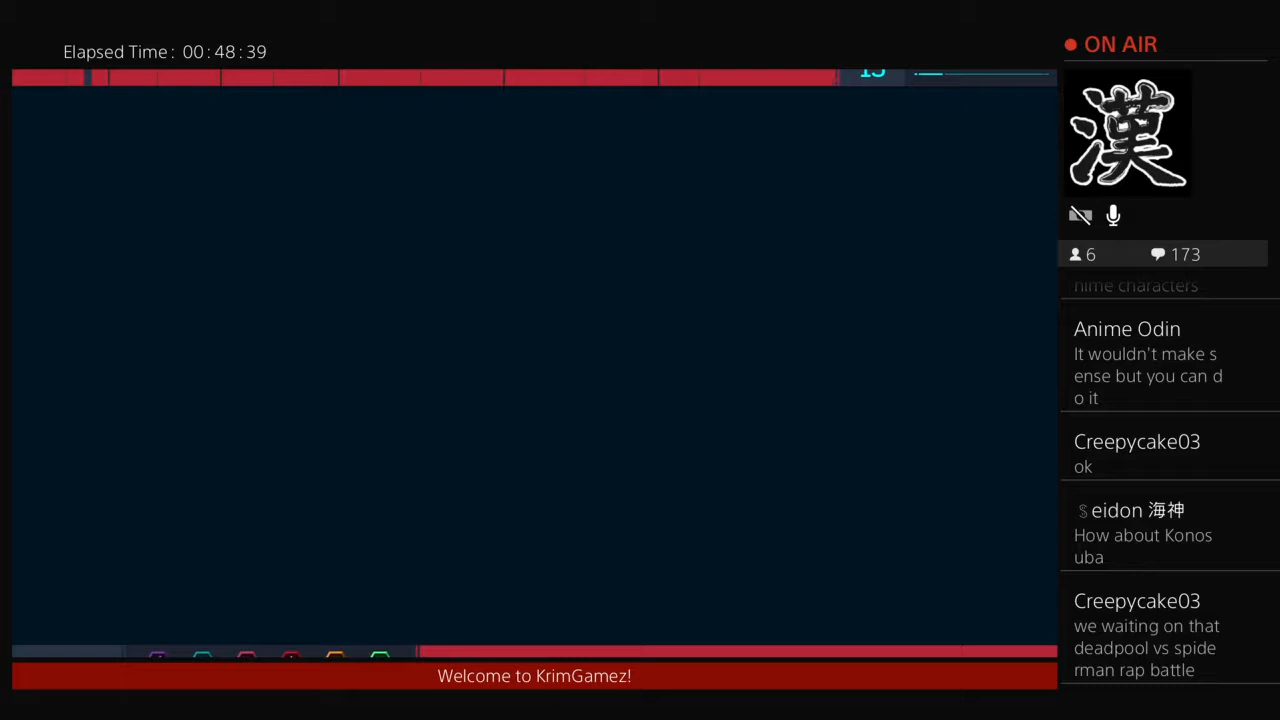 Elapsed Time: 00:48:39
ON AIR
15
漢
6 173
nime characters
Anime Odin
It wouldn't make s
ense but you can d
o it
Creepycake03
ok
Seidon 海神
How about Konos
uba
Creepycake03
we waiting on that
deadpool vs spide
rman rap battle
Welcome to KrimGamez!